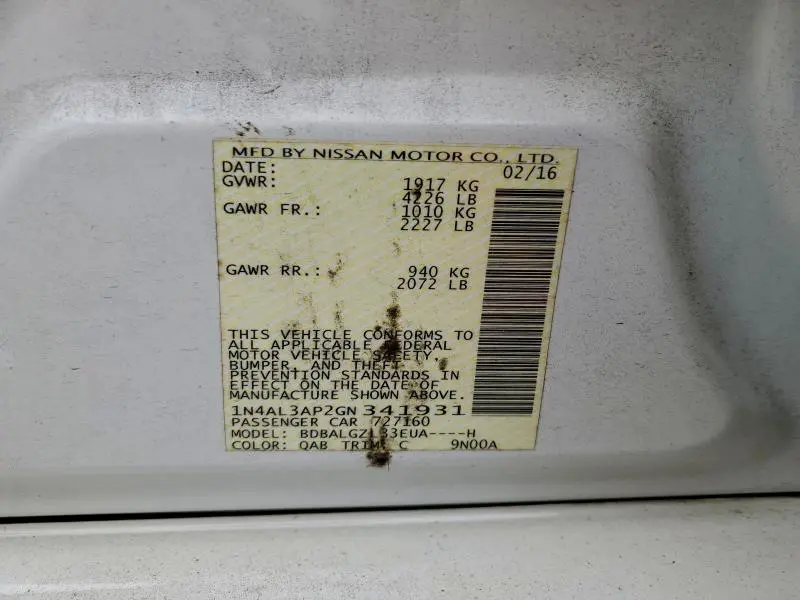 MFD BY NISSAN MOTOR CO., LTD.
DATE: 02/16
GVWR: 1917 KG
4226 LB
GAWR FR.: 1010 KG
2227 LB
GAWR RR.: 940 KG
2072 LB
THIS VEHICLE CONFORMS TO
ALL APPLICABLE FEDERAL
MOTOR VEHICLE SAFETY,
BUMPER, AND THEFT
PREVENTION STANDARDS IN
EFFECT ON THE DATE OF
MANUFACTURE SHOWN ABOVE.
1N4AL3AP2GN341931
PASSENGER CAR 727160
MODEL: BDBALGZL33EUA----H
COLOR: QAB TRIM: C 9N00A